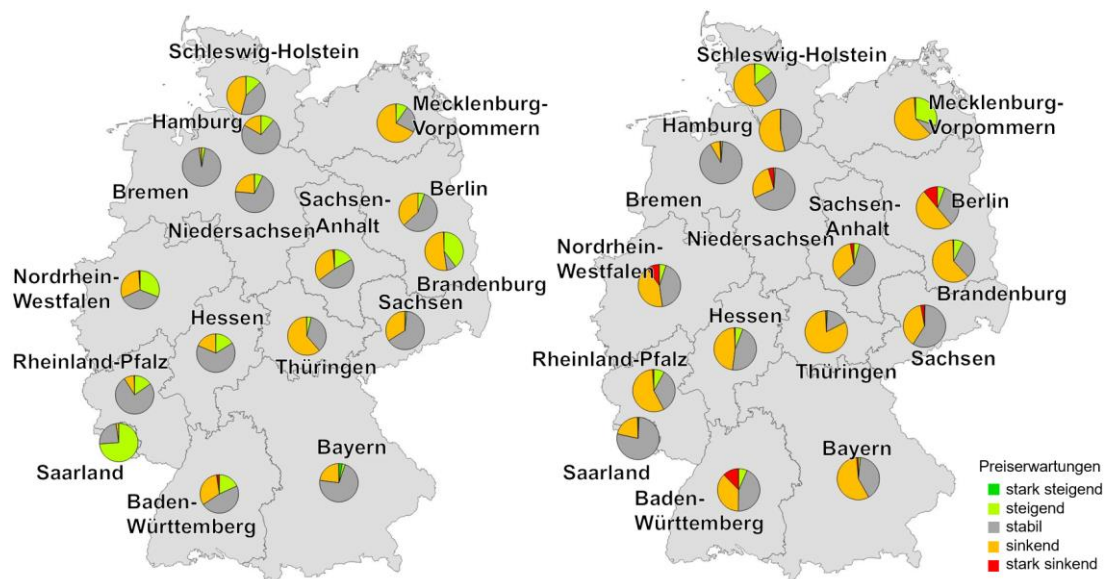 Schleswig-Holstein
Mecklenburg-
Vorpommern
Hamburg
Bremen
Niedersachsen
Sachsen-
Anhalt
Berlin
Brandenburg
Nordrhein-
Westfalen
Hessen
Sachsen
Thüringen
Rheinland-Pfalz
Saarland
Bayern
Baden-
Württemberg
Schleswig-Holstein
Mecklenburg-
Vorpommern
Hamburg
Bremen
Niedersachsen
Sachsen-
Anhalt
Berlin
Brandenburg
Nordrhein-
Westfalen
Hessen
Sachsen
Thüringen
Rheinland-Pfalz
Saarland
Bayern
Baden-
Württemberg
Preiserwartungen
stark steigend
steigend
stabil
sinkend
stark sinkend